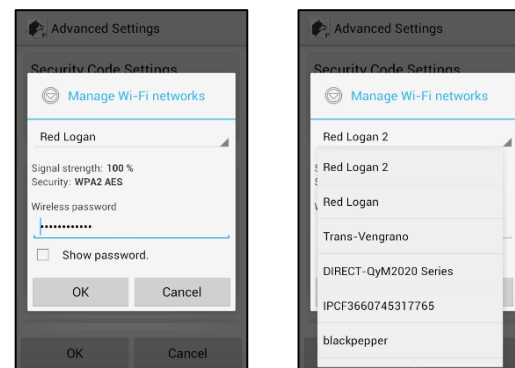 Advanced Settings
Security Code Settings
Manage Wi-Fi networks
Red Logan
Signal strength: 100 %
Security: WPA2 AES
Wireless password
••••••••••••
Show password.
OK Cancel
OK Cancel
Advanced Settings
Security Code Settings
Manage Wi-Fi networks
Red Logan 2
Red Logan 2
Red Logan
Trans-Vengrano
DIRECT-QyM2020 Series
IPCF3660745317765
blackpepper